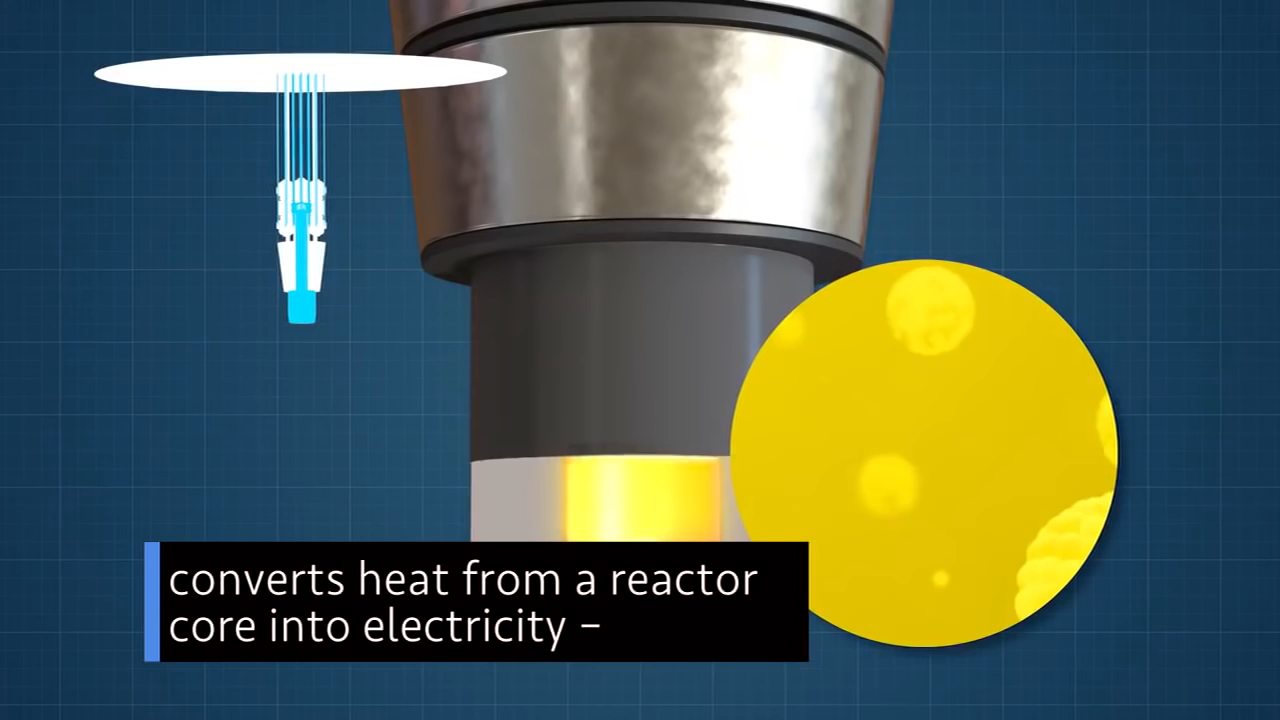 converts heat from a reactor
core into electricity –